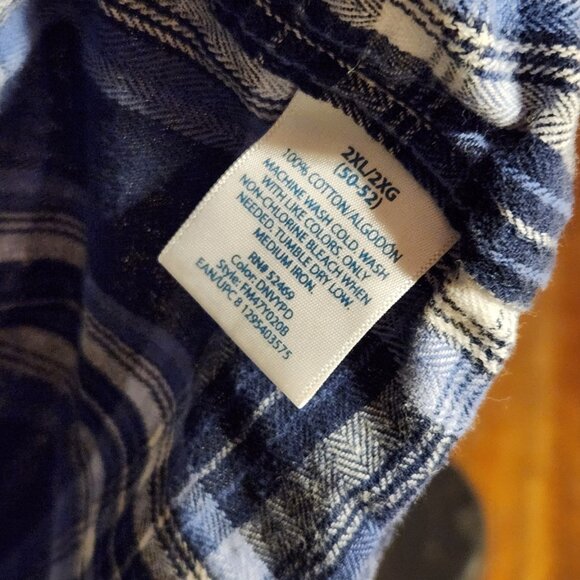 2XL/2XG
(50-52)
100% COTTON/ALGODÓN
MACHINE WASH COLD. WASH
WITH LIKE COLORS. ONLY
NON-CHLORINE BLEACH WHEN
NEEDED. TUMBLE DRY LOW.
MEDIUM IRON.
RN# 52469
Color: DNVYPD
Style: FM47Y020B
EAN/UPC 8 1295403575